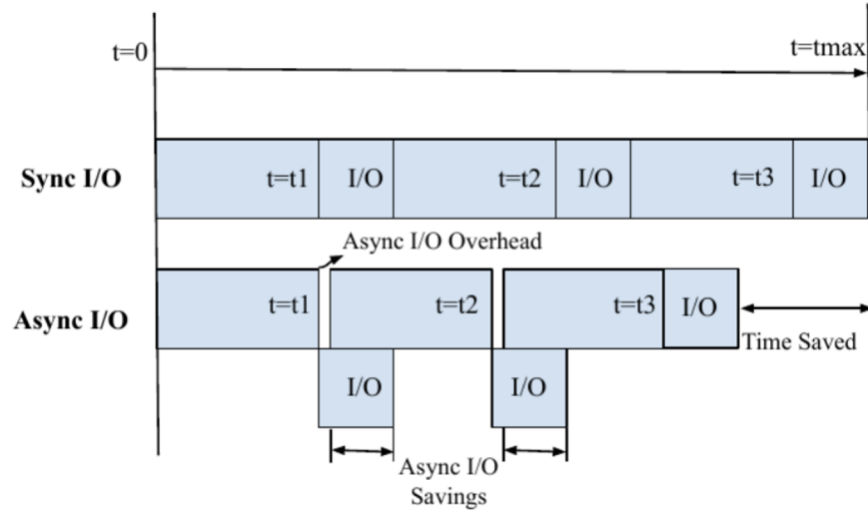 t=0
t=tmax
Sync I/O
t=t1
I/O
t=t2
I/O
t=t3
I/O
Async I/O Overhead
Async I/O
t=t1
t=t2
t=t3
I/O
Time Saved
I/O
I/O
Async I/O
Savings